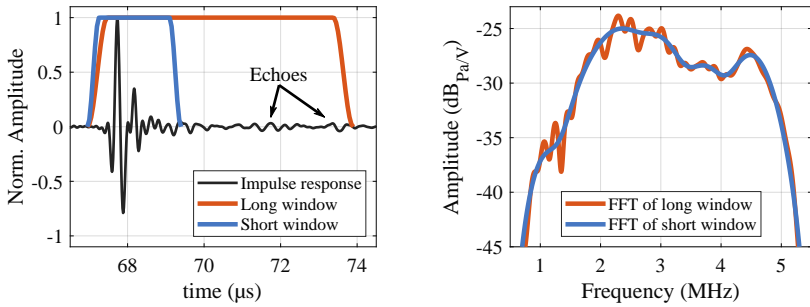 1
0.5
0
-0.5
-1
Norm. Amplitude
Echoes
Impulse response
Long window
Short window
68
70
72
74
time (μs)
-25
-30
-35
-40
-45
Amplitude (dB_Pa/V)
FFT of long window
FFT of short window
1
2
3
4
5
Frequency (MHz)